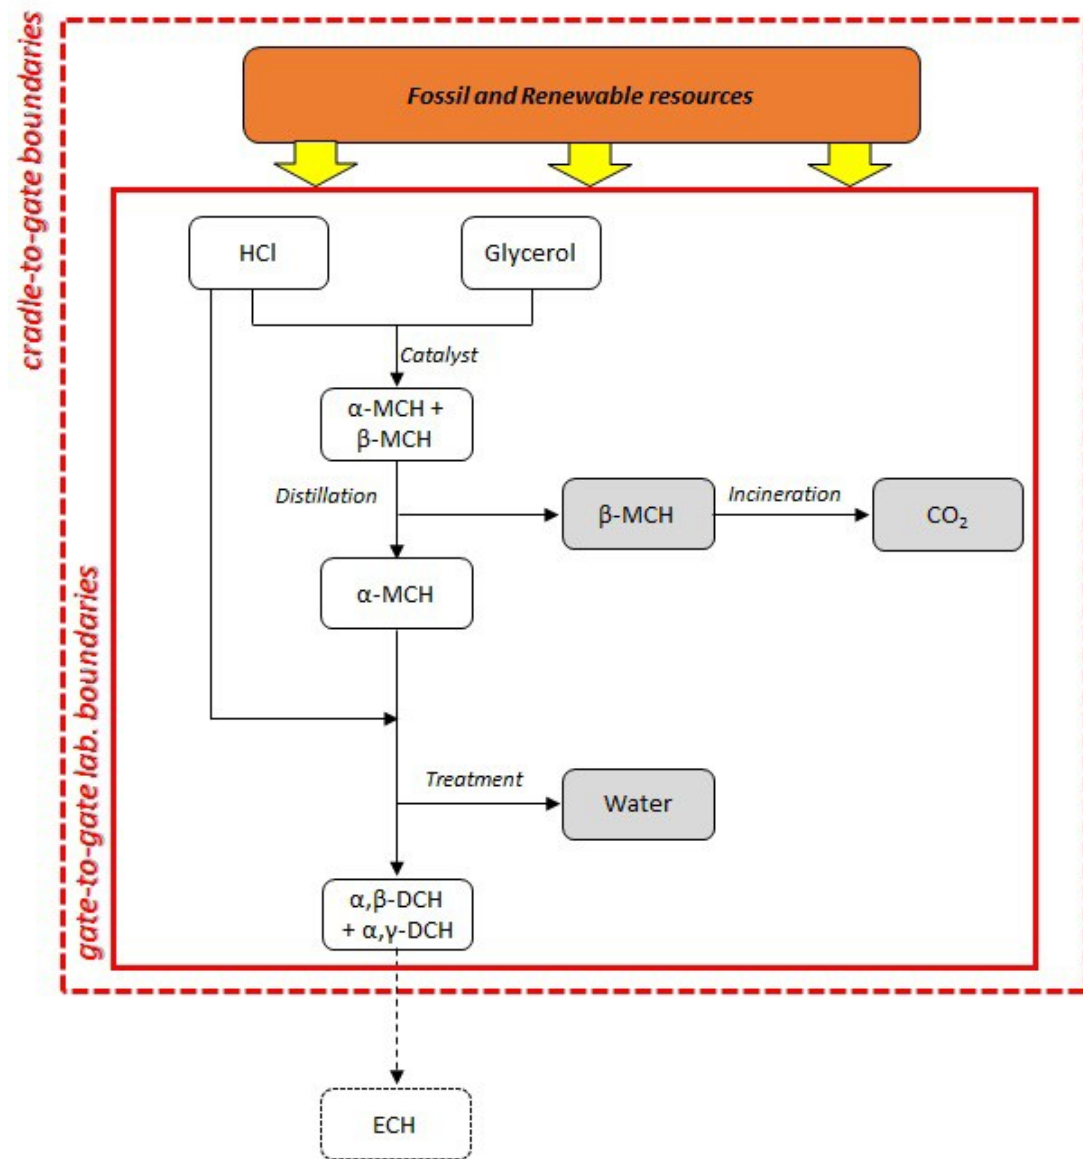 cradle-to-gate boundaries
Fossil and Renewable resources
gate-to-gate lab. boundaries
HCl
Glycerol
Catalyst
α-MCH +
β-MCH
Distillation
β-MCH
Incineration
CO₂
α-MCH
Treatment
Water
α,β-DCH
+ α,γ-DCH
ECH